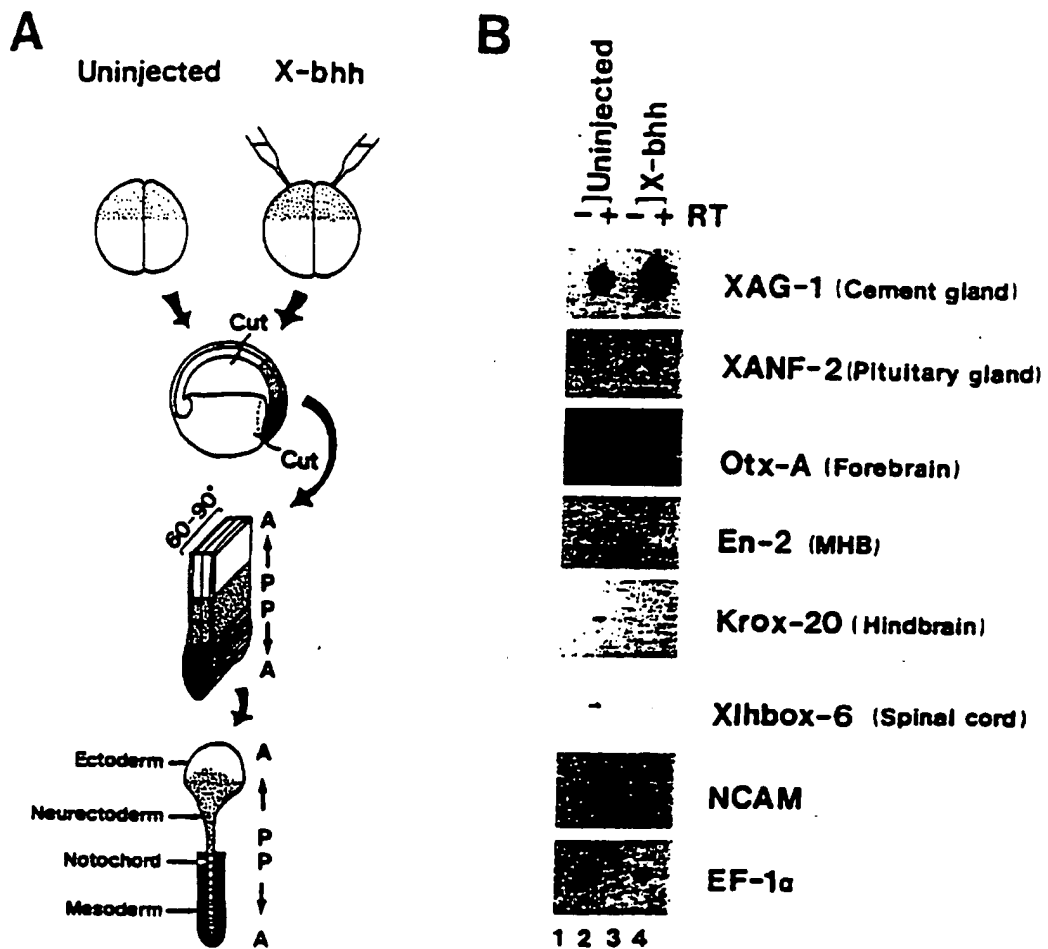 A
Uninjected X-bhh
Cut
Cut
60-90°
A
P
P
A
Ectoderm
A
Neurectoderm
P
Notochord
P
Mesoderm
A
B
Uninjected
X-bhh
- + - + RT
XAG-1 (Cement gland)
XANF-2 (Pituitary gland)
Otx-A (Forebrain)
En-2 (MHB)
Krox-20 (Hindbrain)
Xlhbox-6 (Spinal cord)
NCAM
EF-1α
1 2 3 4